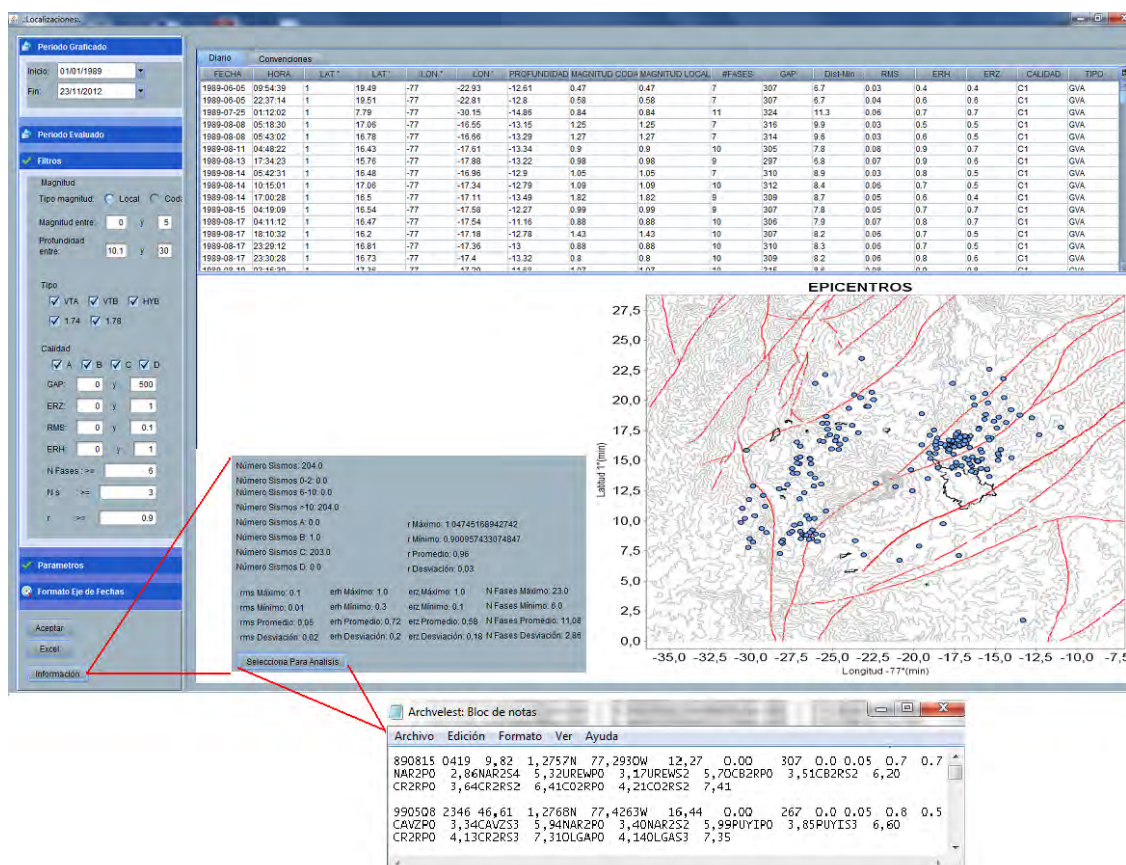 .:Localizaciones:.
Periodo Graficado
Inicio: 01/01/1989
Fin: 23/11/2012
Periodo Evaluado
Filtros
Magnitud
Tipo magnitud: Local Coda
Magnitud entre: 0 y 5
Profundidad
entre: 10.1 y 30
Tipo
VTA VTB HYB
1.74 1.78
Calidad
A B C D
GAP: 0 y 500
ERZ: 0 y 1
RMS: 0 y 0.1
ERH: 0 y 1
N Fases : >= 6
N s : >= 3
r >= 0.9
Parametros
Formato Eje de Fechas
Aceptar
Excel
Información
Diario Convenciones
FECHA HORA LAT ° LAT ' LON ° LON ' PROFUNDIDAD MAGNITUD CODA MAGNITUD LOCAL #FASES GAP Dist-Min RMS ERH ERZ CALIDAD TIPO
1989-06-05 09:54:39 1 19.49 -77 -22.93 -12.61 0.47 0.47 7 307 6.7 0.03 0.4 0.4 C1 GVA
1989-06-05 22:37:14 1 19.51 -77 -22.81 -12.8 0.58 0.58 7 307 6.7 0.04 0.6 0.6 C1 GVA
1989-07-25 01:12:02 1 7.79 -77 -30.15 -14.86 0.84 0.84 11 324 11.3 0.06 0.7 0.7 C1 GVA
1989-08-08 05:18:30 1 17.06 -77 -16.55 -13.15 1.25 1.25 7 316 9.9 0.03 0.5 0.5 C1 GVA
1989-08-08 05:43:02 1 16.78 -77 -16.66 -13.29 1.27 1.27 7 314 9.6 0.03 0.6 0.5 C1 GVA
1989-08-11 04:48:22 1 16.43 -77 -17.61 -13.34 0.9 0.9 10 305 7.8 0.08 0.9 0.7 C1 GVA
1989-08-13 17:34:23 1 15.76 -77 -17.88 -13.22 0.98 0.98 9 297 6.8 0.07 0.9 0.6 C1 GVA
1989-08-14 05:42:31 1 16.48 -77 -16.96 -12.9 1.05 1.05 7 310 8.9 0.03 0.8 0.5 C1 GVA
1989-08-14 10:15:01 1 17.06 -77 -17.34 -12.79 1.09 1.09 10 312 8.4 0.06 0.7 0.5 C1 GVA
1989-08-14 17:00:28 1 16.5 -77 -17.11 -13.49 1.82 1.82 9 309 8.7 0.05 0.6 0.4 C1 GVA
1989-08-15 04:19:09 1 16.54 -77 -17.58 -12.27 0.99 0.99 9 307 7.8 0.05 0.7 0.7 C1 GVA
1989-08-17 04:11:12 1 16.47 -77 -17.54 -11.16 0.88 0.88 10 306 7.9 0.07 0.8 0.7 C1 GVA
1989-08-17 18:10:32 1 16.2 -77 -17.18 -12.78 1.43 1.43 10 307 8.2 0.06 0.7 0.5 C1 GVA
1989-08-17 23:29:12 1 16.81 -77 -17.36 -13 0.88 0.88 10 310 8.3 0.06 0.7 0.5 C1 GVA
1989-08-17 23:30:28 1 16.73 -77 -17.4 -13.32 0.8 0.8 10 309 8.2 0.06 0.8 0.6 C1 GVA
EPICENTROS
27,5
25,0
22,5
20,0
17,5
15,0
12,5
10,0
7,5
5,0
2,5
0,0
Latitud 1°(min)
-35,0 -32,5 -30,0 -27,5 -25,0 -22,5 -20,0 -17,5 -15,0 -12,5 -10,0 -7,5
Longitud -77°(min)
Número Sismos: 204.0
Número Sismos 0-2: 0.0
Número Sismos 6-10: 0.0
Número Sismos >10: 204.0
Número Sismos A: 0.0 r Máximo: 1.04745168942742
Número Sismos B: 1.0 r Mínimo: 0.900957433074847
Número Sismos C: 203.0 r Promedio: 0,96
Número Sismos D: 0.0 r Desviación: 0,03
rms Máximo: 0.1 erh Máximo: 1.0 erz Máximo: 1.0 N Fases Máximo: 23.0
rms Mínimo: 0.01 erh Mínimo: 0.3 erz Mínimo: 0.1 N Fases Mínimo: 6.0
rms Promedio: 0,05 erh Promedio: 0,72 erz Promedio: 0,58 N Fases Promedio: 11,08
rms Desviación: 0,02 erh Desviación: 0,2 erz Desviación: 0,18 N Fases Desviación: 2,86
Selecciona Para Analisis
Archvelest: Bloc de notas
Archivo Edición Formato Ver Ayuda
890815 0419 9,82 1,2757N 77,2930W 12,27 0.00 307 0.0 0.05 0.7 0.7
NAR2P0 2,86NAR2S4 5,32UREWP0 3,17UREWS2 5,70CB2RP0 3,51CB2RS2 6,20
CR2RP0 3,64CR2RS2 6,41CO2RP0 4,21CO2RS2 7,41
990508 2346 46,61 1,2768N 77,4263W 16,44 0.00 267 0.0 0.05 0.8 0.5
CAVZP0 3,34CAVZS3 5,94NAR2P0 3,40NAR2S2 5,99PUYIP0 3,85PUYIS3 6,60
CR2RP0 4,13CR2RS3 7,31OLGAP0 4,14OLGAS3 7,35